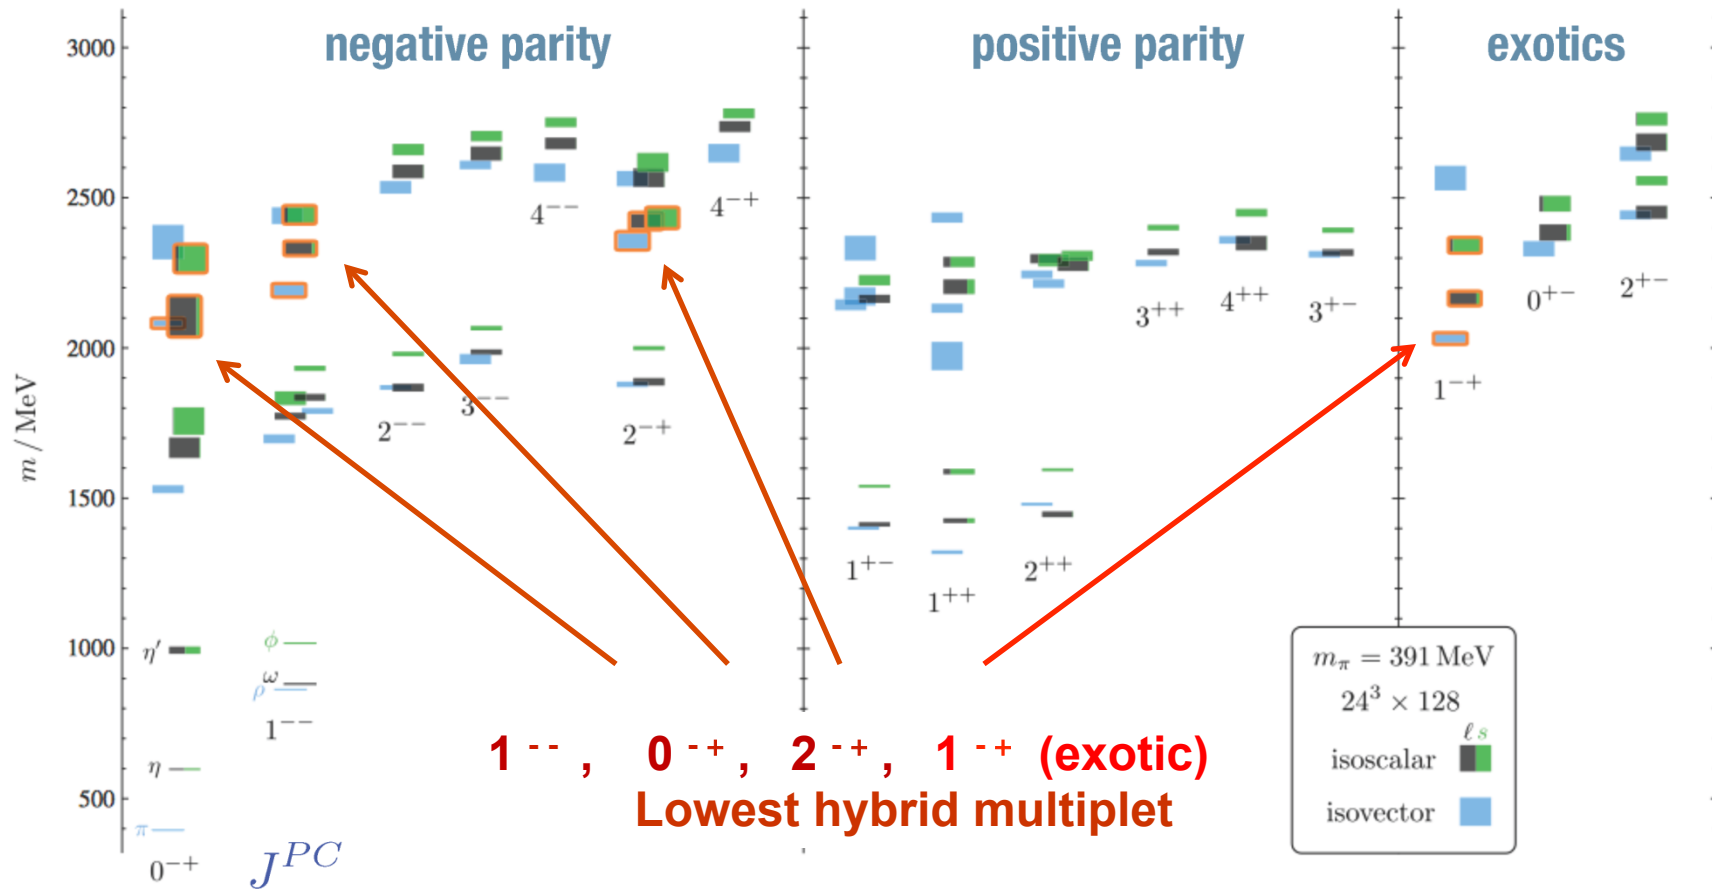 negative parity
positive parity
exotics
3000
2500
2000
1500
1000
500
m / MeV
4⁻⁻
4⁻⁺
2⁻⁻
3⁻⁻
2⁻⁺
η′
ϕ
ω
ρ
1⁻⁻
η
π
0⁻⁺
J^{PC}
3⁺⁺
4⁺⁺
3⁺⁻
1⁺⁻
1⁺⁺
2⁺⁺
1⁻⁺
0⁺⁻
2⁺⁻
1 ⁻⁻ , 0 ⁻⁺ , 2 ⁻⁺ , 1 ⁻⁺ (exotic)
Lowest hybrid multiplet
m_π = 391 MeV
24³ × 128
ℓ s
isoscalar
isovector